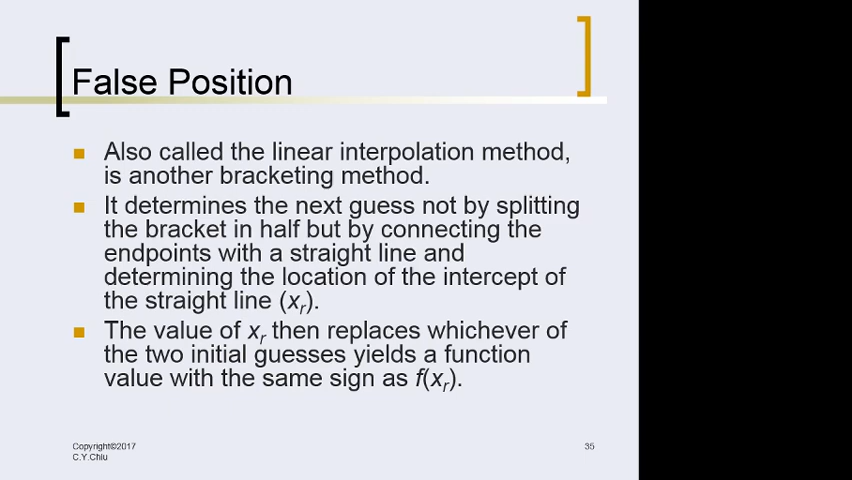 False Position
Also called the linear interpolation method,
is another bracketing method.
It determines the next guess not by splitting
the bracket in half but by connecting the
endpoints with a straight line and
determining the location of the intercept of
the straight line (xr).
The value of xr then replaces whichever of
the two initial guesses yields a function
value with the same sign as f(xr).
Copyright©2017
C.Y.Chiu
35